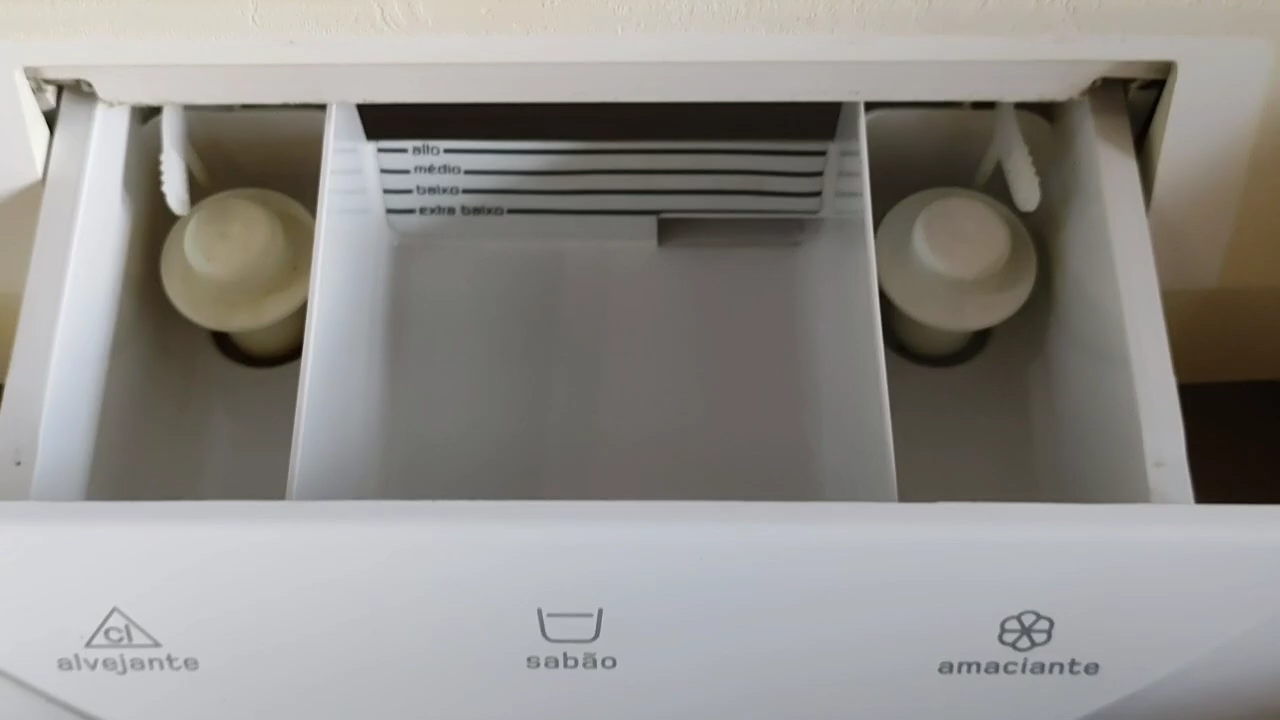 alto
médio
baixo
extra baixo
cl
alvejante
sabão
amaciante